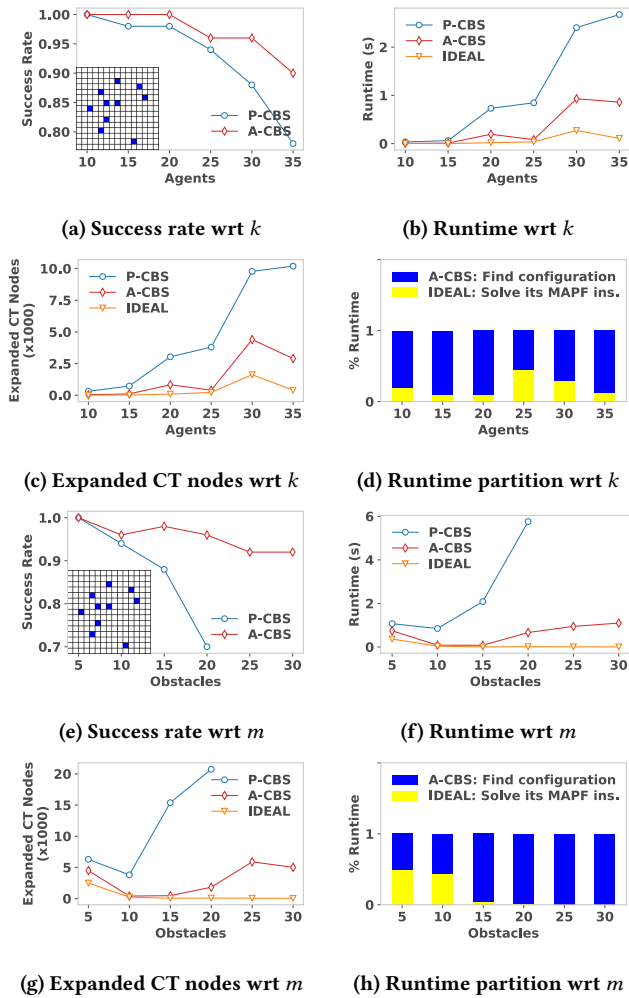 1.00
0.95
0.90
0.85
0.80
Success Rate
P-CBS
A-CBS
10 15 20 25 30 35
Agents
(a) Success rate wrt k
2
1
0
Runtime (s)
P-CBS
A-CBS
IDEAL
10 15 20 25 30 35
Agents
(b) Runtime wrt k
10.0
7.5
5.0
2.5
0.0
Expanded CT Nodes
(x1000)
P-CBS
A-CBS
IDEAL
10 15 20 25 30 35
Agents
(c) Expanded CT nodes wrt k
A-CBS: Find configuration
IDEAL: Solve its MAPF ins.
1
0
% Runtime
10 15 20 25 30 35
Agents
(d) Runtime partition wrt k
1.0
0.9
0.8
0.7
Success Rate
P-CBS
A-CBS
5 10 15 20 25 30
Obstacles
(e) Success rate wrt m
6
4
2
0
Runtime (s)
P-CBS
A-CBS
IDEAL
5 10 15 20 25 30
Obstacles
(f) Runtime wrt m
20
15
10
5
0
Expanded CT Nodes
(x1000)
P-CBS
A-CBS
IDEAL
5 10 15 20 25 30
Obstacles
(g) Expanded CT nodes wrt m
A-CBS: Find configuration
IDEAL: Solve its MAPF ins.
1
0
% Runtime
5 10 15 20 25 30
Obstacles
(h) Runtime partition wrt m